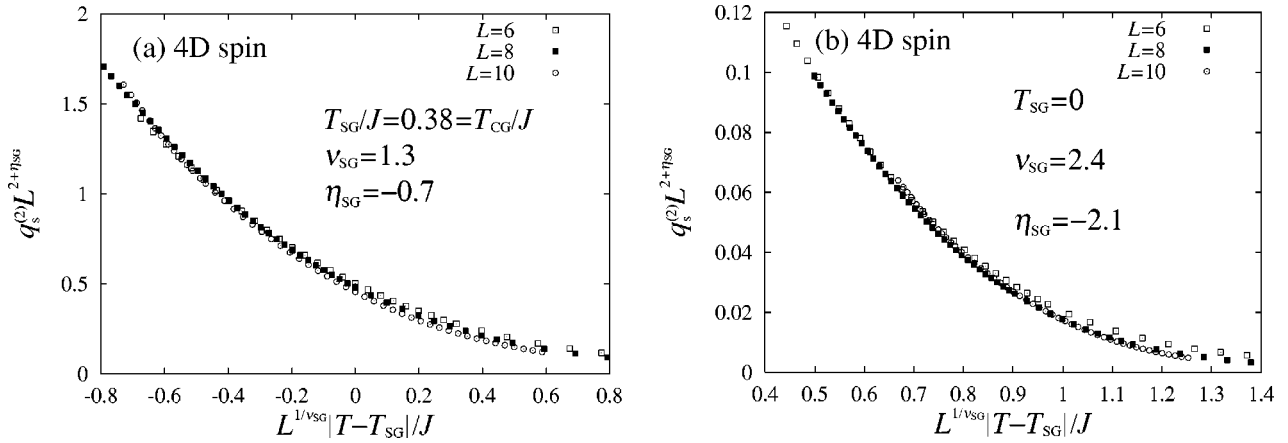 2
1.5
1
0.5
0
-0.8 -0.6 -0.4 -0.2 0 0.2 0.4 0.6 0.8
q_s^(2) L^{2+η_SG}
L^{1/ν_SG}|T−T_SG|/J
(a) 4D spin
L=6
L=8
L=10
T_SG/J=0.38=T_CG/J
ν_SG=1.3
η_SG=−0.7
0.12
0.1
0.08
0.06
0.04
0.02
0
0.4 0.5 0.6 0.7 0.8 0.9 1 1.1 1.2 1.3 1.4
q_s^(2) L^{2+η_SG}
L^{1/ν_SG}|T−T_SG|/J
(b) 4D spin
L=6
L=8
L=10
T_SG=0
ν_SG=2.4
η_SG=−2.1